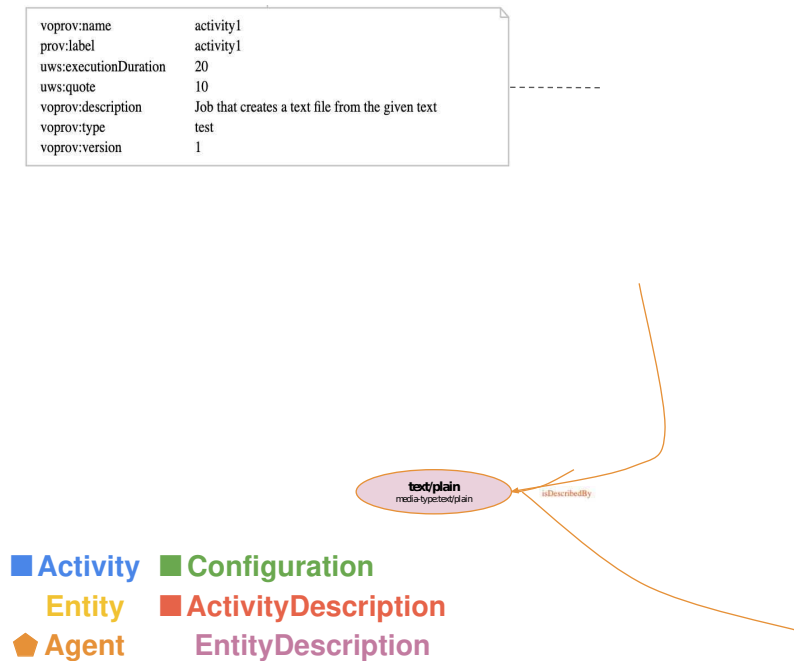 voprov:name activity1
prov:label activity1
uws:executionDuration 20
uws:quote 10
voprov:description Job that creates a text file from the given text
voprov:type test
voprov:version 1
text/plain
media-type:text/plain
isDescribedBy
Activity Configuration
Entity ActivityDescription
Agent EntityDescription